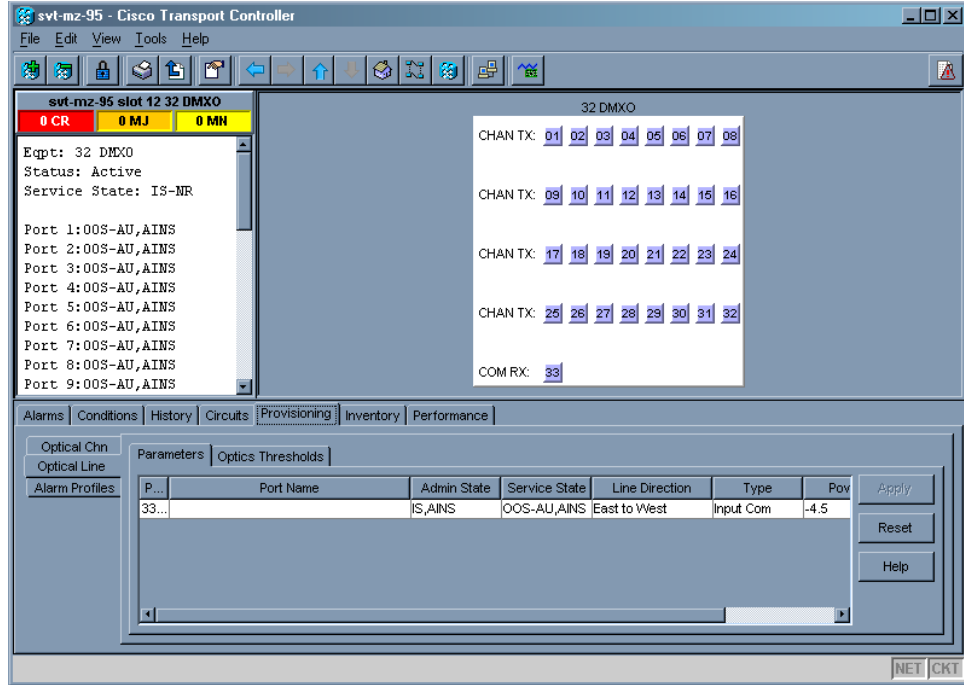 svt-mz-95 - Cisco Transport Controller
File Edit View Tools Help
svt-mz-95 slot 12 32 DMXO
0 CR 0 MJ 0 MN
Eqpt: 32 DMXO
Status: Active
Service State: IS-NR
Port 1:OOS-AU,AINS
Port 2:OOS-AU,AINS
Port 3:OOS-AU,AINS
Port 4:OOS-AU,AINS
Port 5:OOS-AU,AINS
Port 6:OOS-AU,AINS
Port 7:OOS-AU,AINS
Port 8:OOS-AU,AINS
Port 9:OOS-AU,AINS
32 DMXO
CHAN TX: 01 02 03 04 05 06 07 08
CHAN TX: 09 10 11 12 13 14 15 16
CHAN TX: 17 18 19 20 21 22 23 24
CHAN TX: 25 26 27 28 29 30 31 32
COM RX: 33
Alarms Conditions History Circuits Provisioning Inventory Performance
Optical Chn
Optical Line
Alarm Profiles
Parameters Optics Thresholds
P... Port Name Admin State Service State Line Direction Type Pow
33... IS,AINS OOS-AU,AINS East to West Input Com -4.5
Apply
Reset
Help
NET CKT